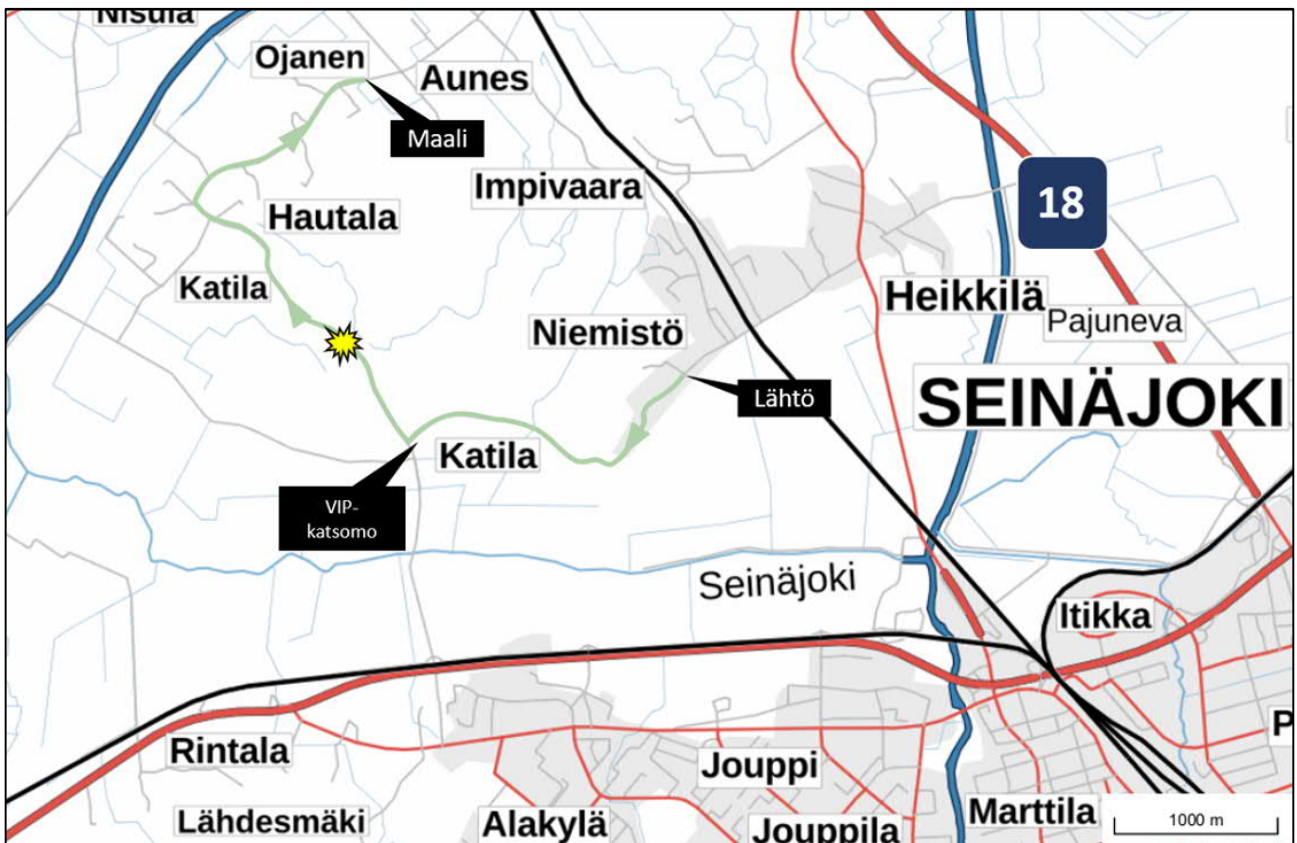 Nisula
Ojanen
Aunes
Maali
Impivaara
18
Hautala
Katila
Heikkilä
Niemistö
Pajuneva
Lähtö
SEINÄJOKI
Katila
VIP-
katsomo
Seinäjoki
Itikka
P
Rintala
Jouppi
Marttila
1000 m
Lähdesmäki
Alakylä
Jouppila